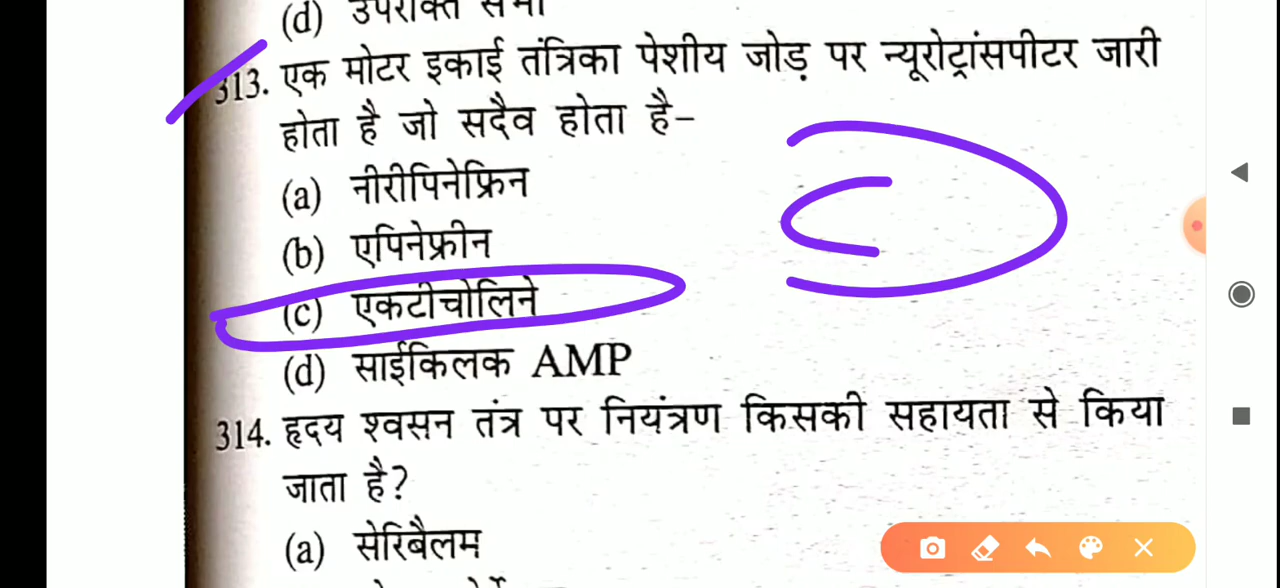 (d) उपरोक्त सभी
313. एक मोटर इकाई तंत्रिका पेशीय जोड़ पर न्यूरोट्रांसपीटर जारी
होता है जो सदैव होता है–
(a) नीरीपिनेफ्रिन
(b) एपिनेफ्रीन
(c) एकटीचोलिने
(d) साईकिलक AMP
314. हृदय श्वसन तंत्र पर नियंत्रण किसकी सहायता से किया
जाता है?
(a) सेरिबैलम